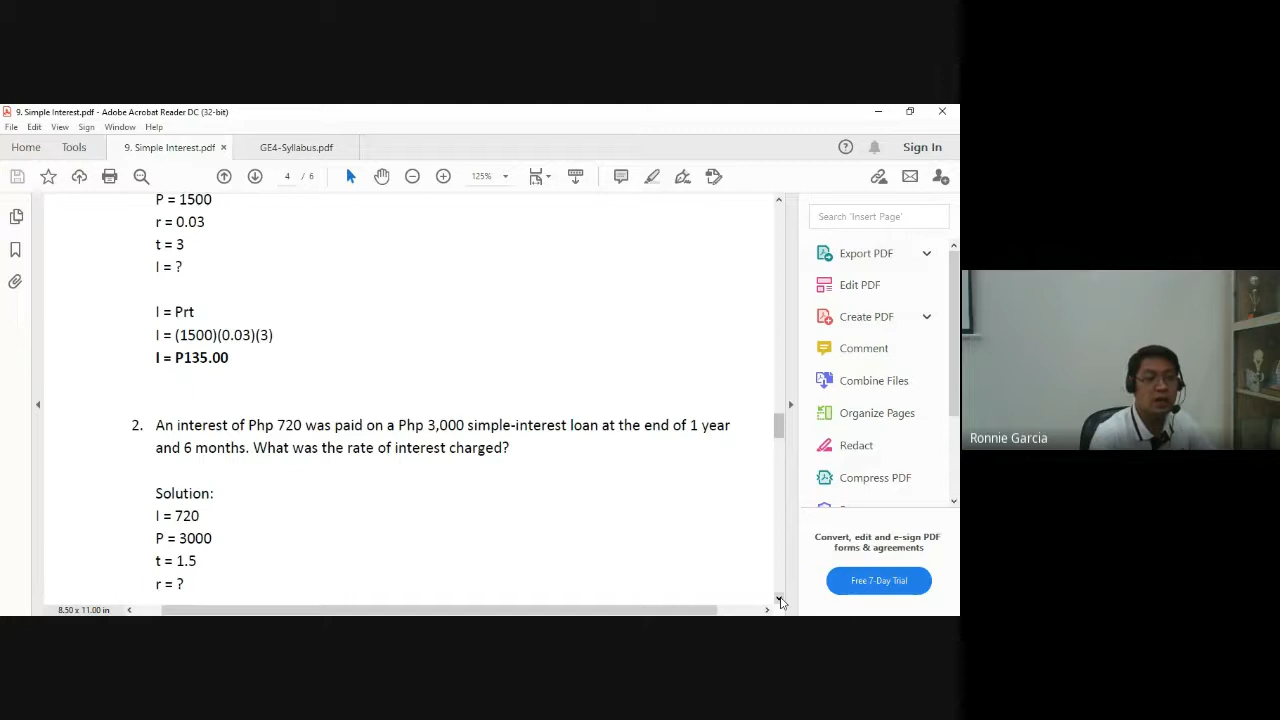 9. Simple Interest.pdf - Adobe Acrobat Reader DC (32-bit)
File Edit View Sign Window Help
Home Tools 9. Simple Interest.pdf × GE4-Syllabus.pdf Sign In
4 / 6 125%
P = 1500
r = 0.03
t = 3
I = ?
I = Prt
I = (1500)(0.03)(3)
I = P135.00
2. An interest of Php 720 was paid on a Php 3,000 simple-interest loan at the end of 1 year
and 6 months. What was the rate of interest charged?
Solution:
I = 720
P = 3000
t = 1.5
r = ?
8.50 x 11.00 in
Search 'Insert Page'
Export PDF
Edit PDF
Create PDF
Comment
Combine Files
Organize Pages
Redact
Compress PDF
Convert, edit and e-sign PDF
forms & agreements
Free 7-Day Trial
Ronnie Garcia